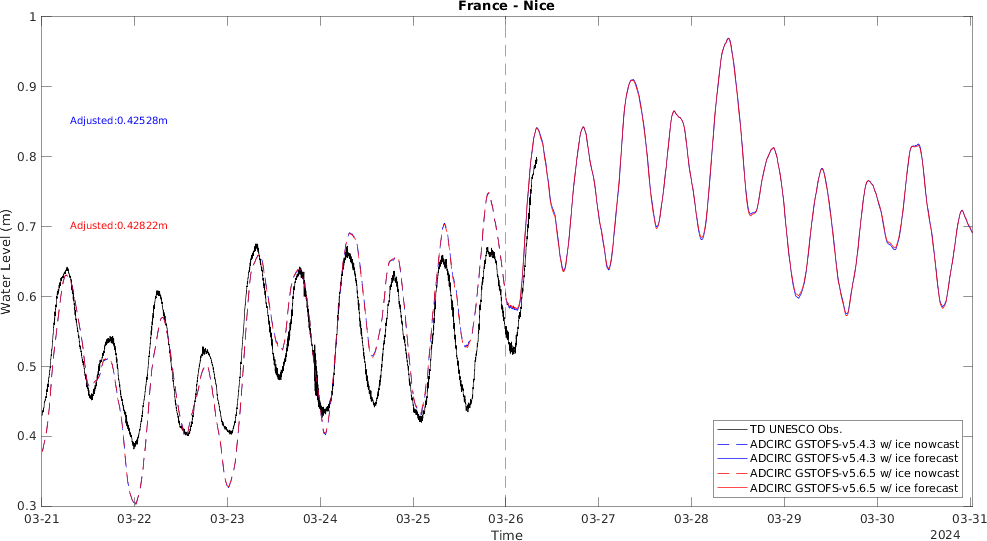 France - Nice
Water Level (m)
1
0.9
0.8
0.7
0.6
0.5
0.4
0.3
Adjusted:0.42528m
Adjusted:0.42822m
TD UNESCO Obs.
ADCIRC GSTOFS-v5.4.3 w/ ice nowcast
ADCIRC GSTOFS-v5.4.3 w/ ice forecast
ADCIRC GSTOFS-v5.6.5 w/ ice nowcast
ADCIRC GSTOFS-v5.6.5 w/ ice forecast
03-21 03-22 03-23 03-24 03-25 03-26 03-27 03-28 03-29 03-30 03-31
Time
2024